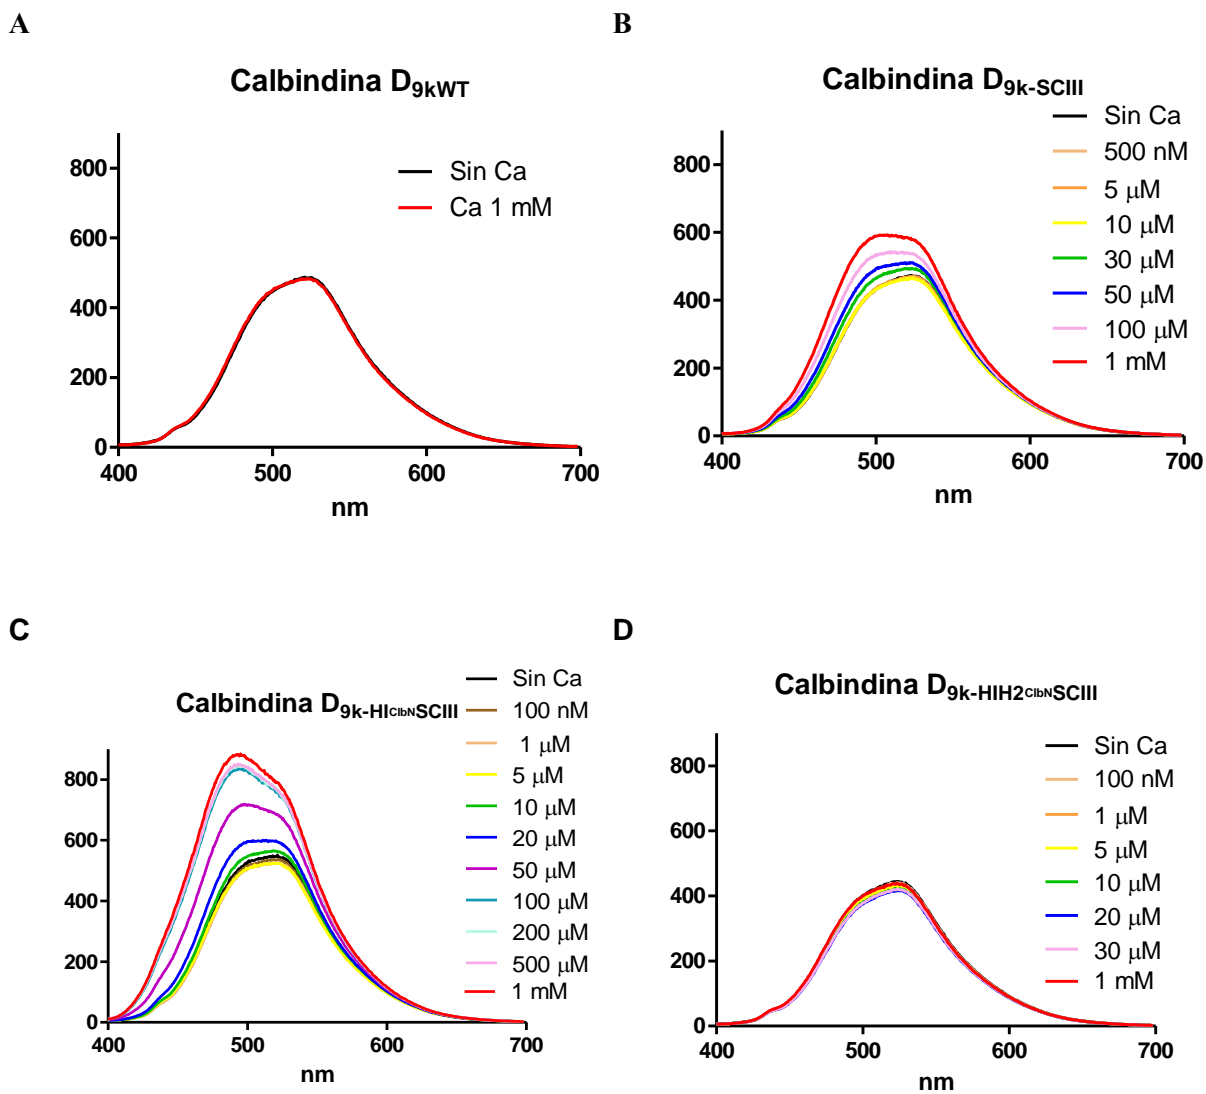 A
Calbindina D9kWT
Sin Ca
Ca 1 mM
800
600
400
200
0
400 500 600 700
nm
B
Calbindina D9k-SCIII
Sin Ca
500 nM
5 μM
10 μM
30 μM
50 μM
100 μM
1 mM
800
600
400
200
0
400 500 600 700
nm
C
Calbindina D9k-HIClbNSCIII
Sin Ca
100 nM
1 μM
5 μM
10 μM
20 μM
50 μM
100 μM
200 μM
500 μM
1 mM
800
600
400
200
0
400 500 600 700
nm
D
Calbindina D9k-HIH2ClbNSCIII
Sin Ca
100 nM
1 μM
5 μM
10 μM
20 μM
30 μM
1 mM
800
600
400
200
0
400 500 600 700
nm